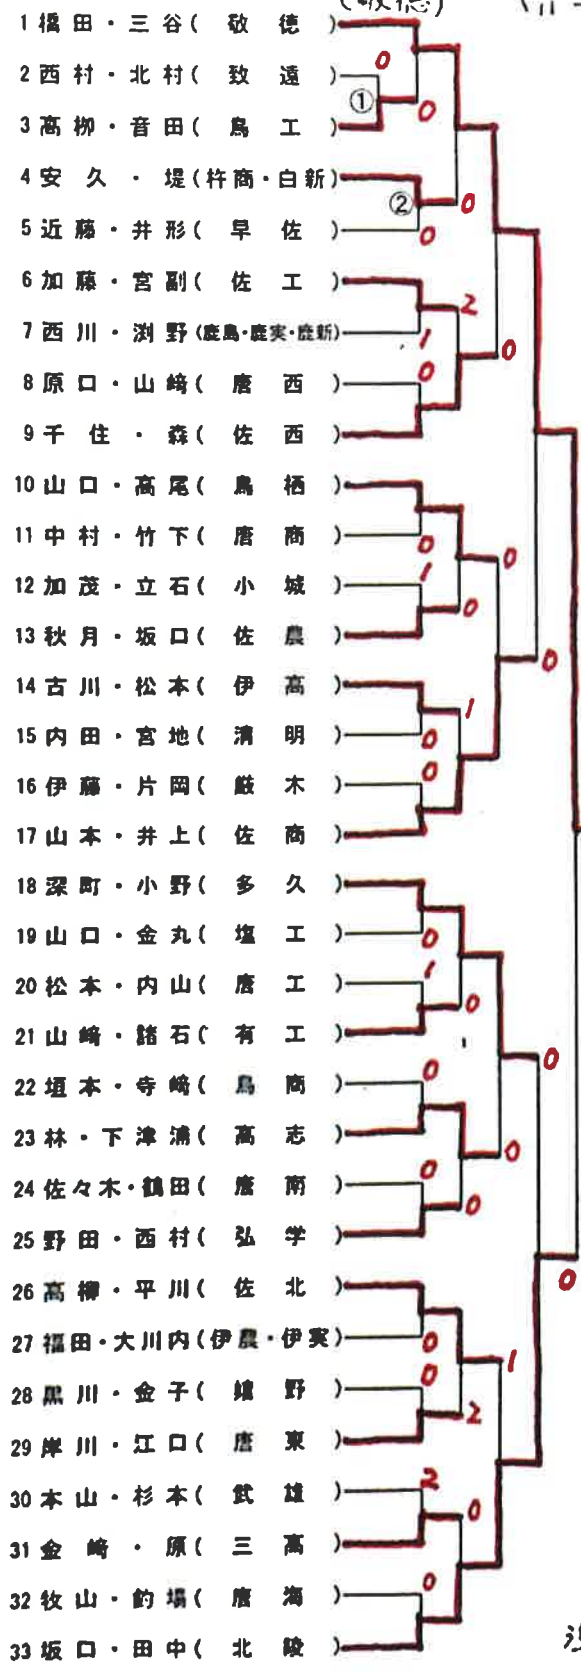 1 橋田・三谷( 敬 徳 )
0
2 西村・北村( 致 遠 )
①
0
3 高柳・音田( 鳥 工 )
4 安 久 ・ 堤(杵商・白新)
② 0
5 近藤・井形( 早 佐 )
0
6 加藤・宮副( 佐 工 )
2
7 西川・渕野(鹿島・鹿実・鹿新)
1
0
8 原口・山﨑( 唐 西 )
0
9 千 住 ・ 森( 佐 西 )
10 山口・高尾( 鳥 栖 )
11 中村・竹下( 唐 商 )
0
0
12 加茂・立石( 小 城 )
1
0
13 秋月・坂口( 佐 農 )
0
14 古川・松本( 伊 高 )
1
15 内田・宮地( 清 明 )
0
16 伊藤・片岡( 厳 木 )
0
17 山本・井上( 佐 商 )
18 深町・小野( 多 久 )
19 山口・金丸( 塩 工 )
0
20 松本・内山( 唐 工 )
1
0
21 山﨑・諸石( 有 工 )
0
22 垣本・寺﨑( 鳥 商 )
0
23 林・下津浦( 高 志 )
0
24 佐々木・鶴田( 唐 南 )
0
0
25 野田・西村( 弘 学 )
0
26 高柳・平川( 佐 北 )
27 福田・大川内(伊農・伊実)
0
1
28 黒川・金子( 嬉 野 )
0
2
29 岸川・江口( 唐 東 )
30 本山・杉本( 武 雄 )
2
0
31 金 﨑 ・ 原( 三 高 )
32 牧山・釣場( 唐 海 )
0
33 坂口・田中( 北 陵 )